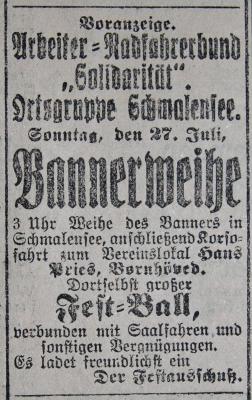 Voranzeige.
Arbeiter-Radfahrerbund
„Solidarität".
Ortsgruppe Schmalensee.
Sonntag, den 27. Juli,
Bannerweihe
3 Uhr Weihe des Banners in
Schmalensee, anschließend Korso-
fahrt zum Vereinslokal Hans
Pries, Bornhöved.
Dortselbst großer
Fest-Ball,
verbunden mit Saalfahren und
sonstigen Vergnügungen.
Es ladet freundlichst ein
Der Festausschuß.